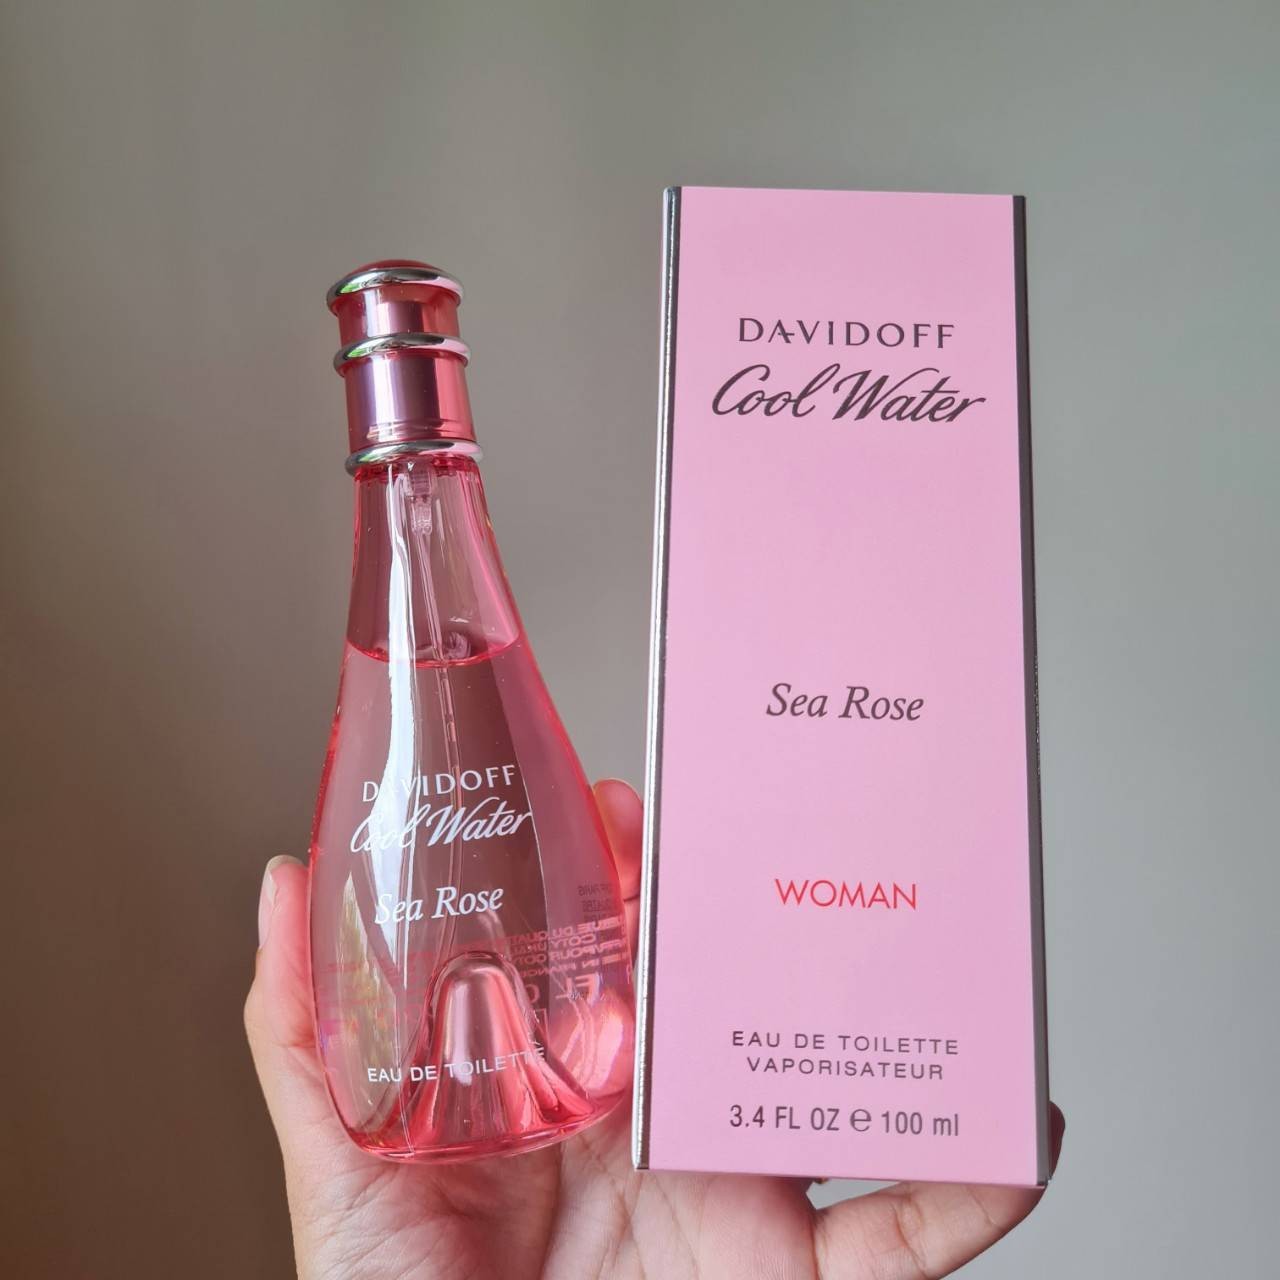 DAVIDOFF
Cool Water
Sea Rose
EAU DE TOILETTE
DAVIDOFF
Cool Water
Sea Rose
WOMAN
EAU DE TOILETTE
VAPORISATEUR
3.4 FL OZ ℮ 100 ml